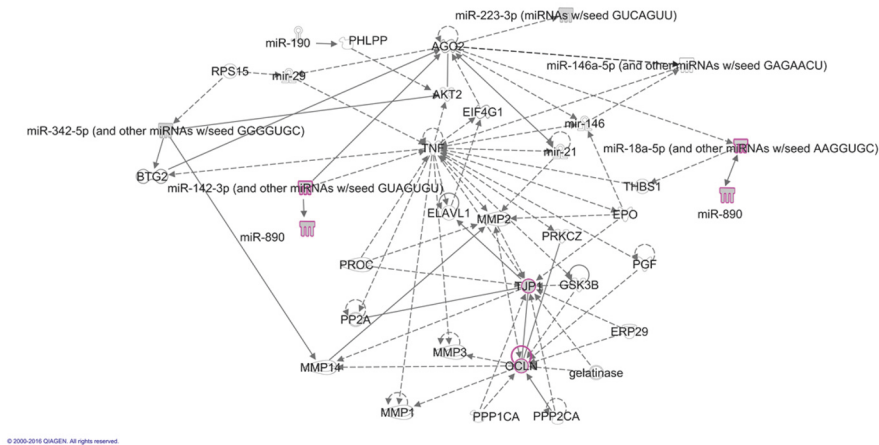 miR-223-3p (miRNAs w/seed GUCAGUU)
miR-190
PHLPP
AGO2
RPS15
mir-29
miR-146a-5p (and other miRNAs w/seed GAGAACU)
AKT2
EIF4G1
miR-342-5p (and other miRNAs w/seed GGGGUGC)
mir-146
TNF
mir-21
miR-18a-5p (and other miRNAs w/seed AAGGUGC)
BTG2
miR-142-3p (and other miRNAs w/seed GUAGUGU)
THBS1
miR-890
ELAVL1
MMP2
EPO
miR-890
PRKCZ
PROC
PGF
TJP1
GSK3B
PP2A
ERP29
MMP3
MMP14
OCLN
gelatinase
MMP1
PPP1CA
PPP2CA
© 2000-2016 QIAGEN. All rights reserved.